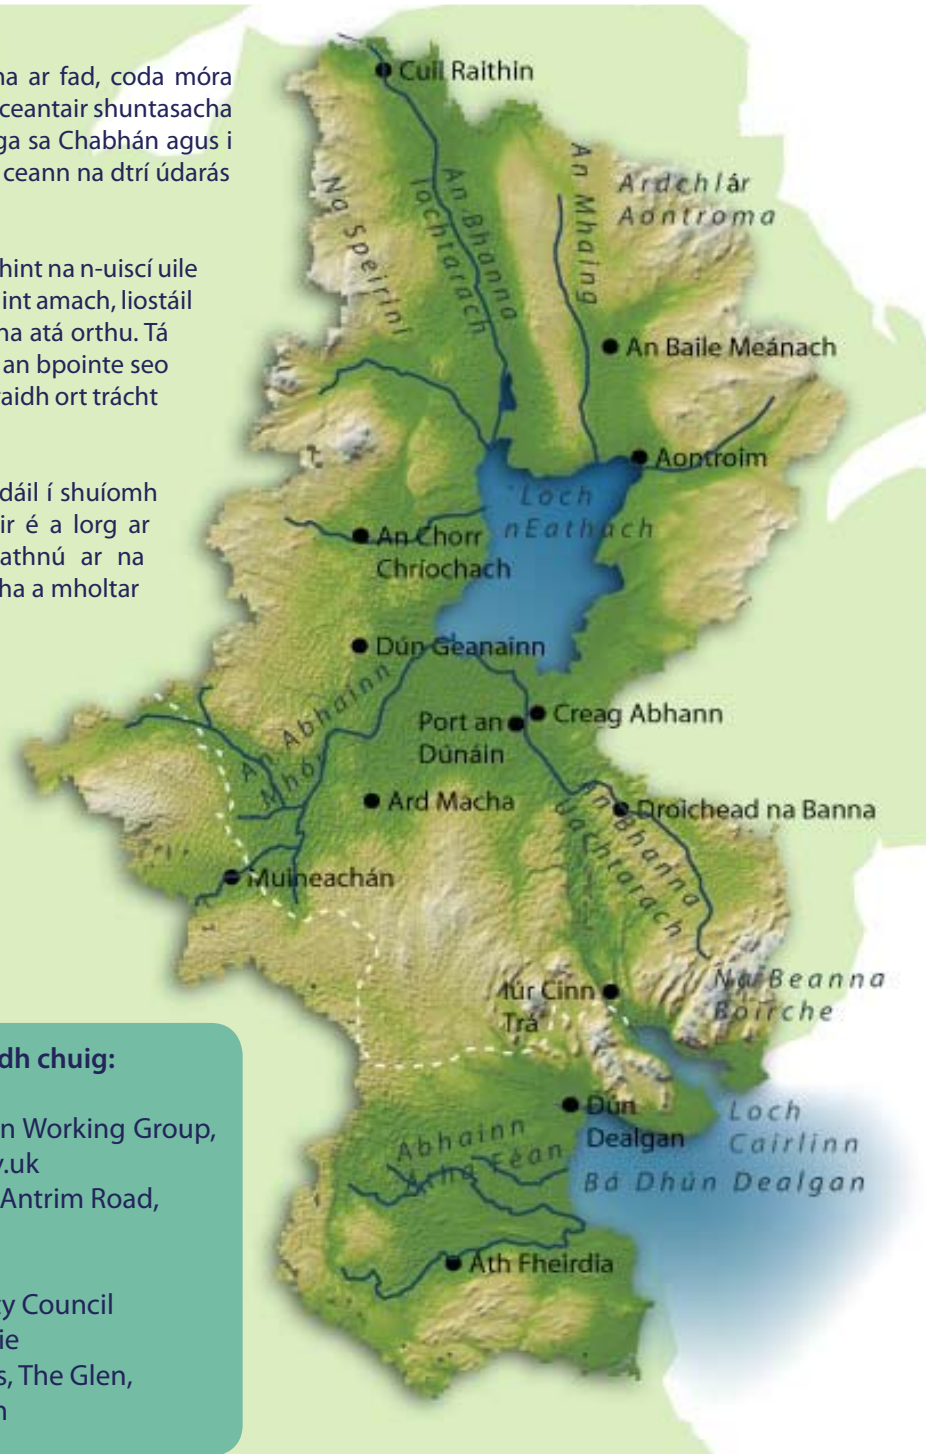 na ar fad, coda móra
ceantair shuntasacha
ga sa Chabhán agus i
ceann na dtrí údarás
hint na n-uiscí uile
int amach, liostáil
na atá orthu. Tá
an bpointe seo
raidh ort trácht
dáil í shuíomh
ir é a lorg ar
athnú ar na
ha a mholtar
Cuil Raithin
Na Speiríní
An Bhanna
Íochtarach
An Mhaing
Ardchlár
Aontroma
An Baile Meánach
Aontroim
Loch
nEathach
An Chorr
Chríochach
Dún Geanainn
An Abhainn
Mhór
Port an
Dúnáin
Creag Abhann
Ard Macha
Droichead na Banna
An Bhanna
Uachtarach
Muineachán
Na Beanna
Boirche
Iúr Cinn
Trá
Dún
Dealgan
Loch
Cairlinn
Abhainn
Átha Féan
Bá Dhún Dealgan
Áth Fheirdia
dh chuig:
n Working Group,
v.uk
Antrim Road,
y Council
ie
s, The Glen,
n